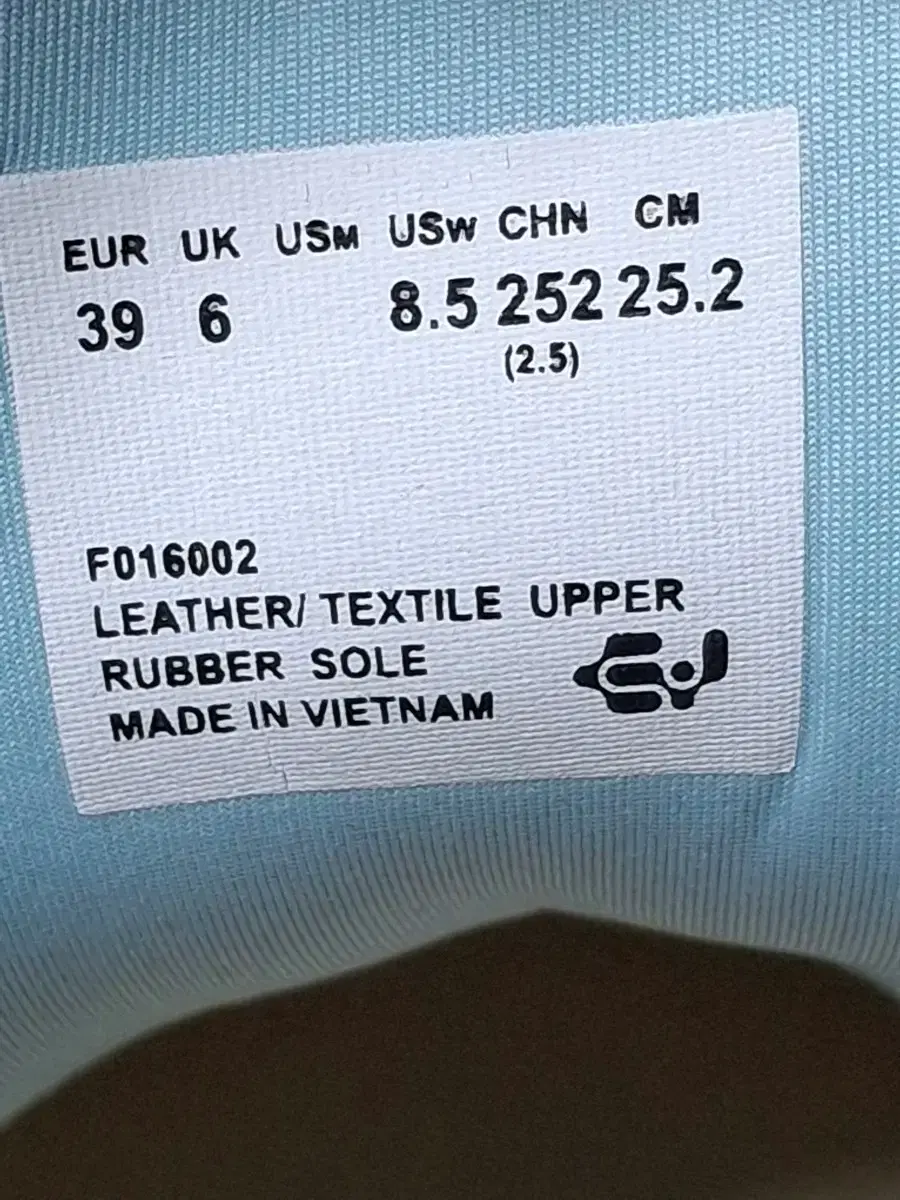 EUR UK USM USW CHN CM
39 6 8.5 252 25.2
(2.5)
F016002
LEATHER/ TEXTILE UPPER
RUBBER SOLE
MADE IN VIETNAM